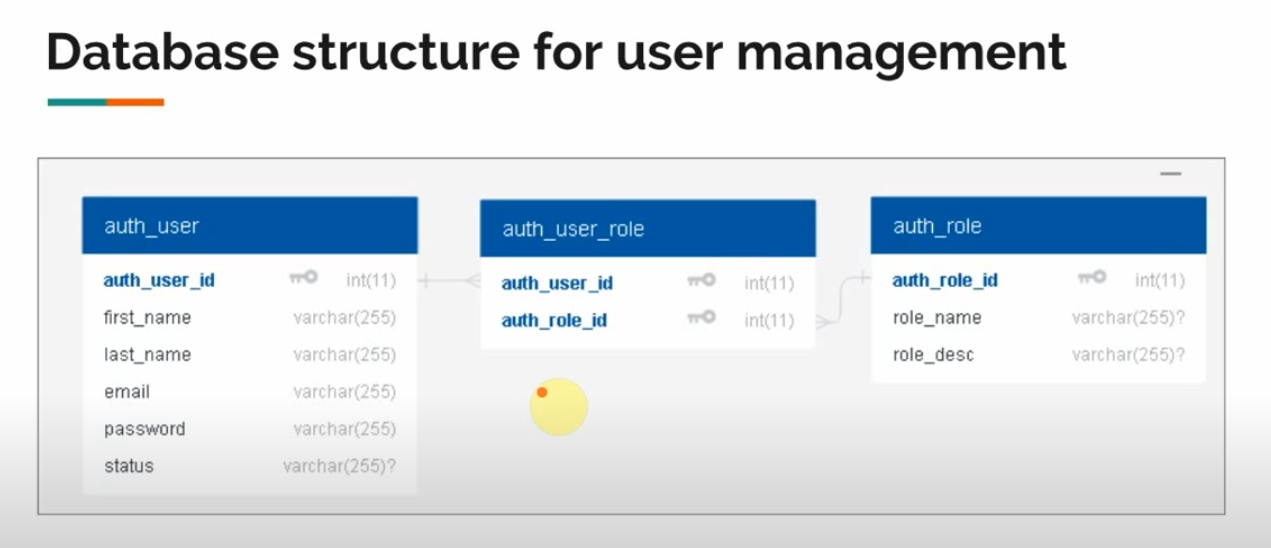 Database structure for user management
auth_user
auth_user_id int(11)
first_name varchar(255)
last_name varchar(255)
email varchar(255)
password varchar(255)
status varchar(255)?
auth_user_role
auth_user_id int(11)
auth_role_id int(11)
auth_role
auth_role_id int(11)
role_name varchar(255)?
role_desc varchar(255)?